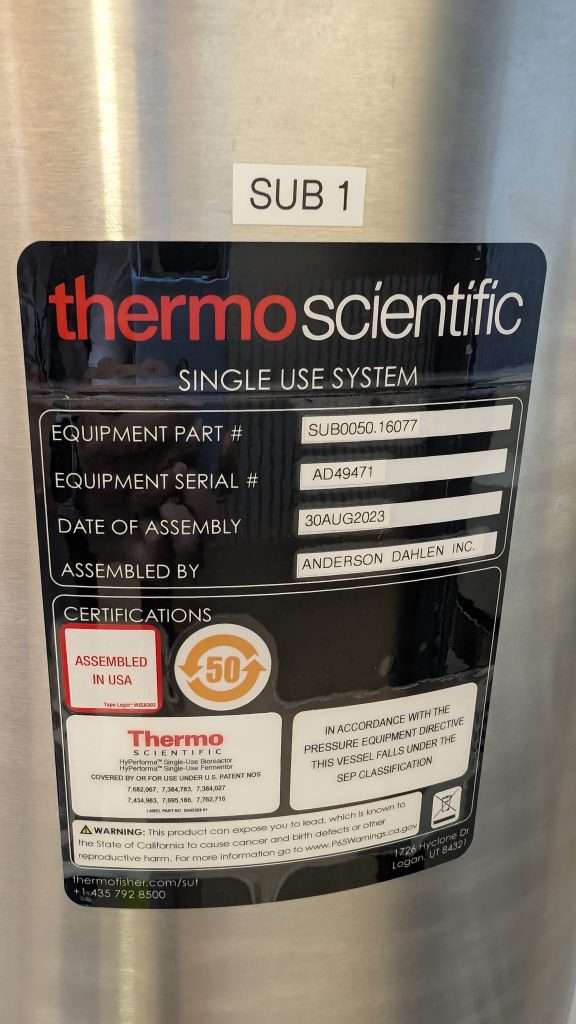 SUB 1
thermo scientific
SINGLE USE SYSTEM
EQUIPMENT PART # SUB0050.16077
EQUIPMENT SERIAL # AD49471
DATE OF ASSEMBLY 30AUG2023
ASSEMBLED BY ANDERSON DAHLEN INC.
CERTIFICATIONS
ASSEMBLED
IN USA
50
Thermo
SCIENTIFIC
HyPerforma™ Single-Use Bioreactor
HyPerforma™ Single-Use Fermentor
COVERED BY OR FOR USE UNDER U.S. PATENT NOS
7,682,067, 7,384,783, 7,384,027
7,434,983, 7,695,186, 7,762,716
IN ACCORDANCE WITH THE
PRESSURE EQUIPMENT DIRECTIVE
THIS VESSEL FALLS UNDER THE
SEP CLASSIFICATION
WARNING: This product can expose you to lead, which is known to
the State of California to cause cancer and birth defects or other
reproductive harm. For more information go to www.P65Warnings.ca.gov
thermofisher.com/sut
+1 435 792 8500
1726 Hyclone Dr
Logan, UT 84321